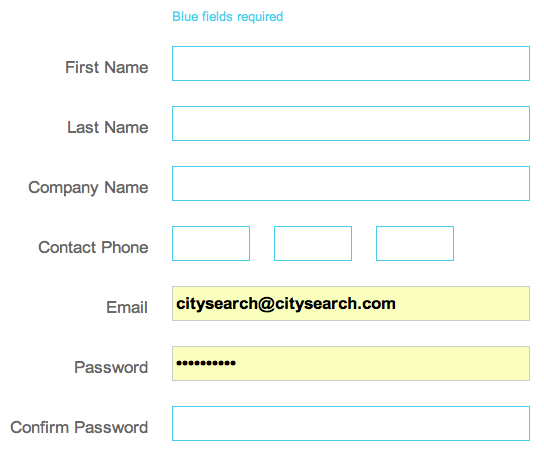 Blue fields required
First Name
Last Name
Company Name
Contact Phone
Email citysearch@citysearch.com
Password ••••••••••
Confirm Password